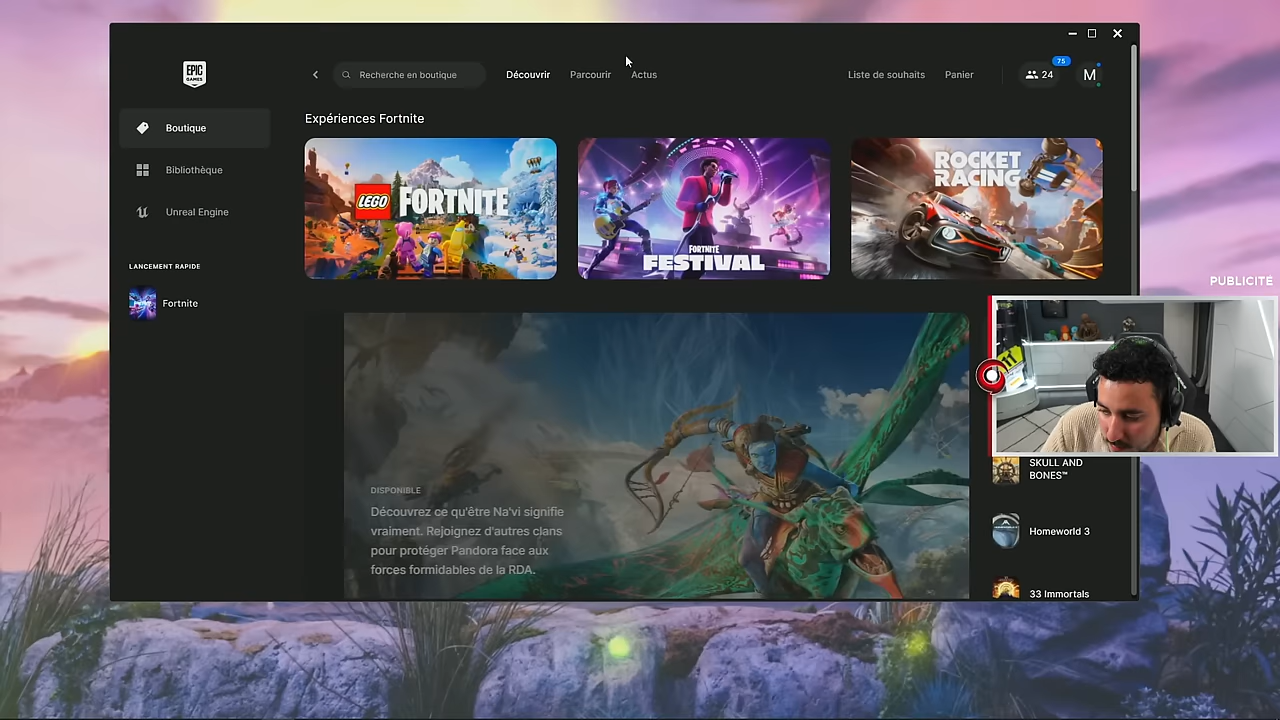 EPIC
GAMES
Recherche en boutique
Découvrir
Parcourir
Actus
Liste de souhaits
Panier
24
75
M
Boutique
Bibliothèque
Unreal Engine
LANCEMENT RAPIDE
Fortnite
Expériences Fortnite
LEGO FORTNITE
FORTNITE
FESTIVAL
ROCKET
RACING
PUBLICITÉ
DISPONIBLE
Découvrez ce qu'être Na'vi signifie
vraiment. Rejoignez d'autres clans
pour protéger Pandora face aux
forces formidables de la RDA.
SKULL AND
BONES™
Homeworld 3
33 Immortals